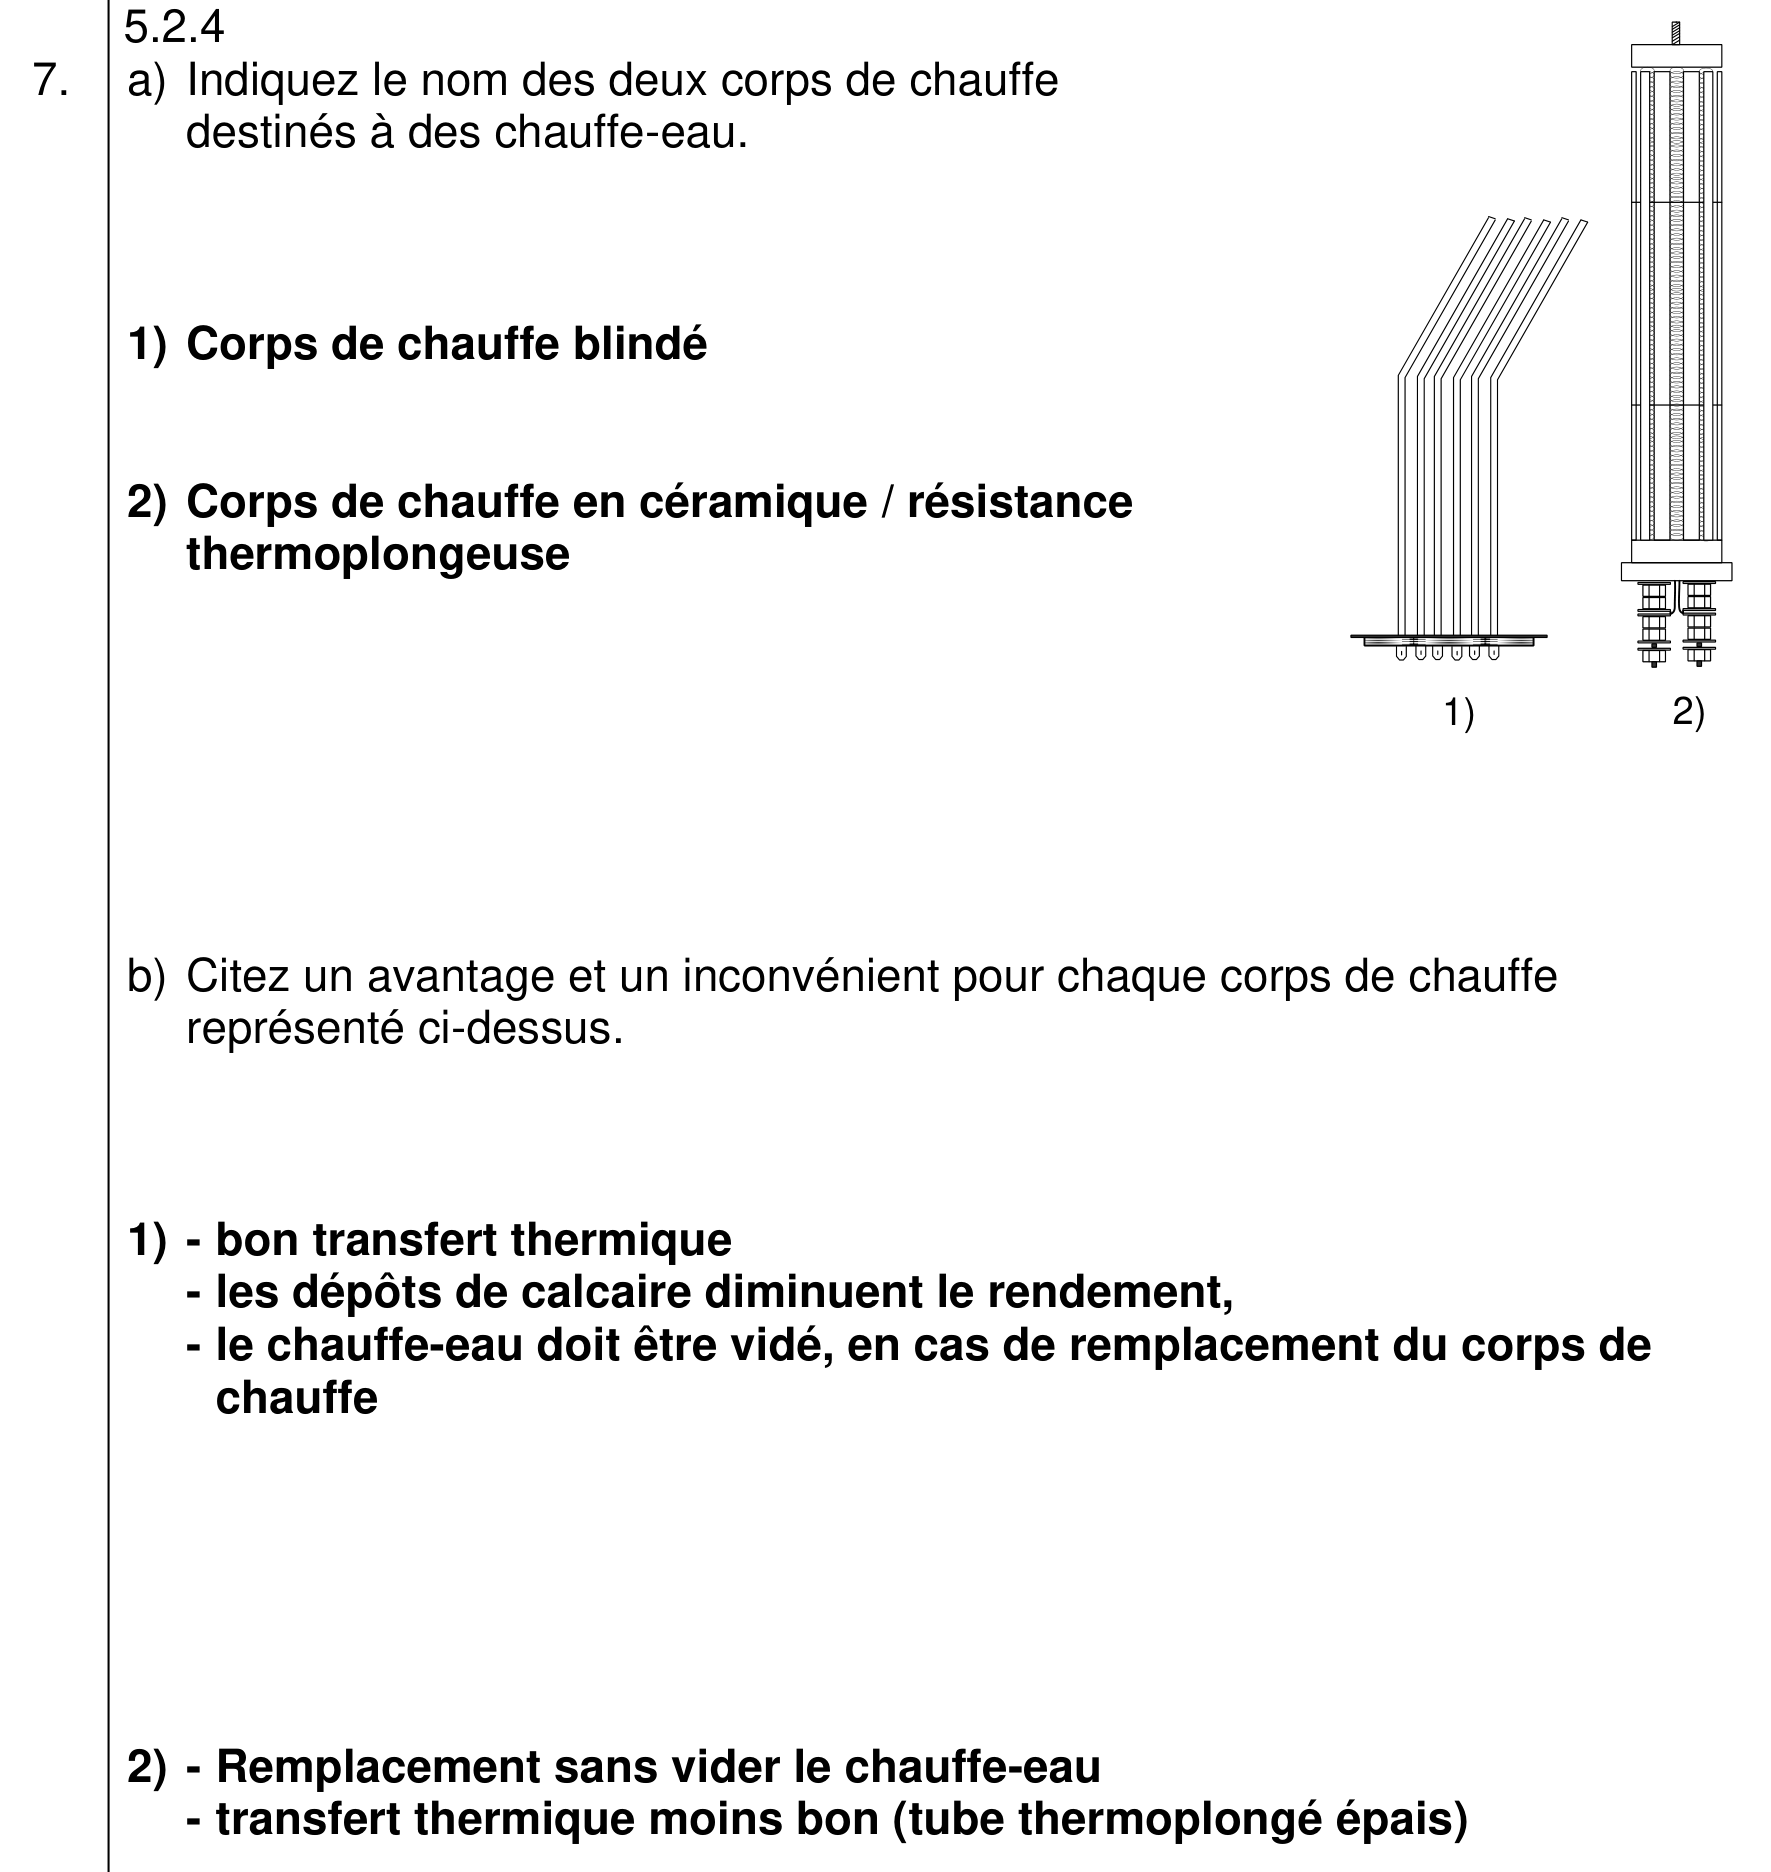 5.2.4
7. a) Indiquez le nom des deux corps de chauffe
destinés à des chauffe-eau.
1) Corps de chauffe blindé
2) Corps de chauffe en céramique / résistance
thermoplongeuse
1) 2)
b) Citez un avantage et un inconvénient pour chaque corps de chauffe
représenté ci-dessus.
1) - bon transfert thermique
- les dépôts de calcaire diminuent le rendement,
- le chauffe-eau doit être vidé, en cas de remplacement du corps de
chauffe
2) - Remplacement sans vider le chauffe-eau
- transfert thermique moins bon (tube thermoplongé épais)